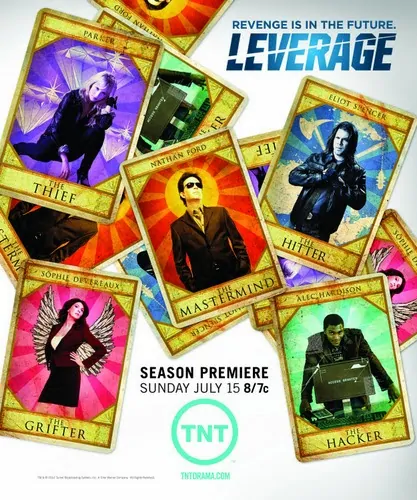 REVENGE IS IN THE FUTURE.
LEVERAGE
PARKER
THE
THIEF
ELIOT SPENCER
THE
HITTER
NATHAN FORD
THE
MASTERMIND
SOPHIE DEVEREAUX
THE
GRIFTER
ALEC HARDISON
THE
HACKER
SEASON PREMIERE
SUNDAY JULY 15 8/7c
TNT
TNTDRAMA.COM